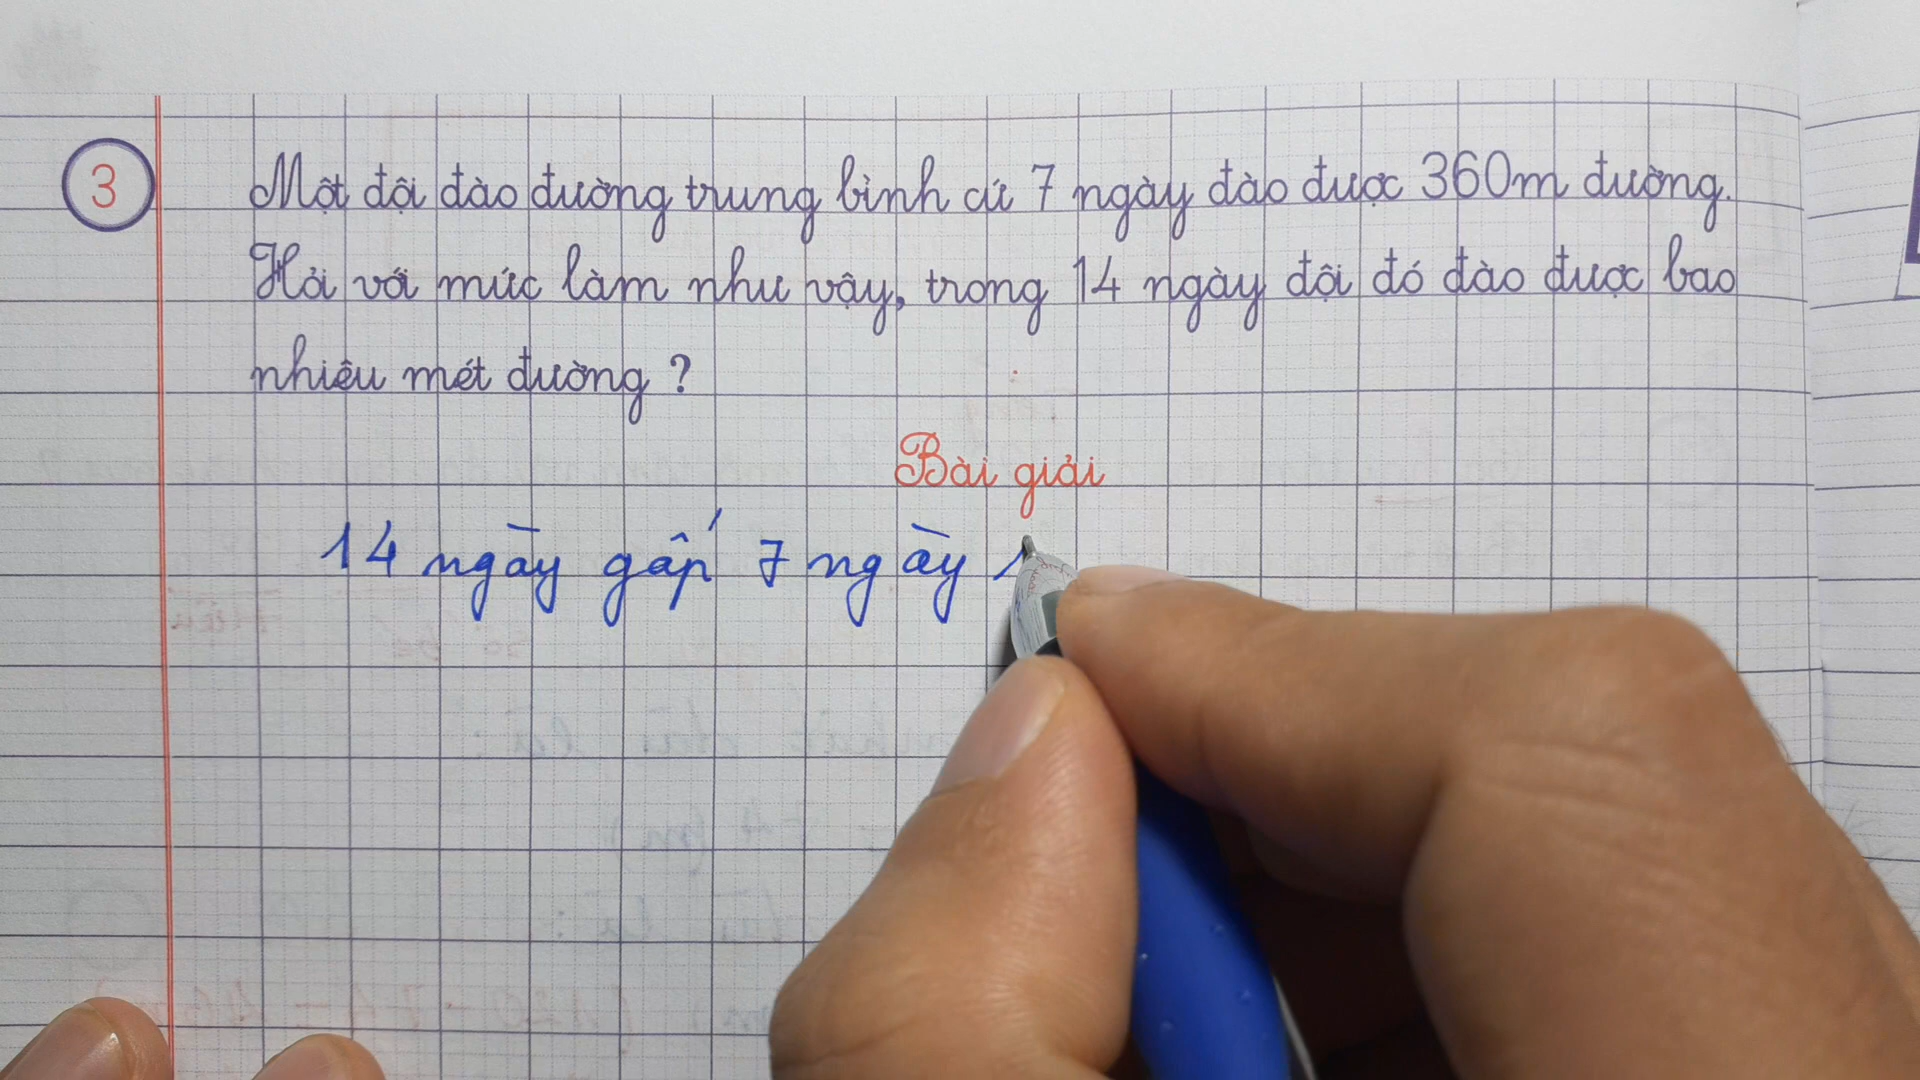 3
Một đội đào đường trung bình cứ 7 ngày đào được 360m đường.
Hỏi với mức làm như vậy, trong 14 ngày đội đó đào được bao
nhiêu mét đường ?
Bài giải
14 ngày gấp 7 ngày